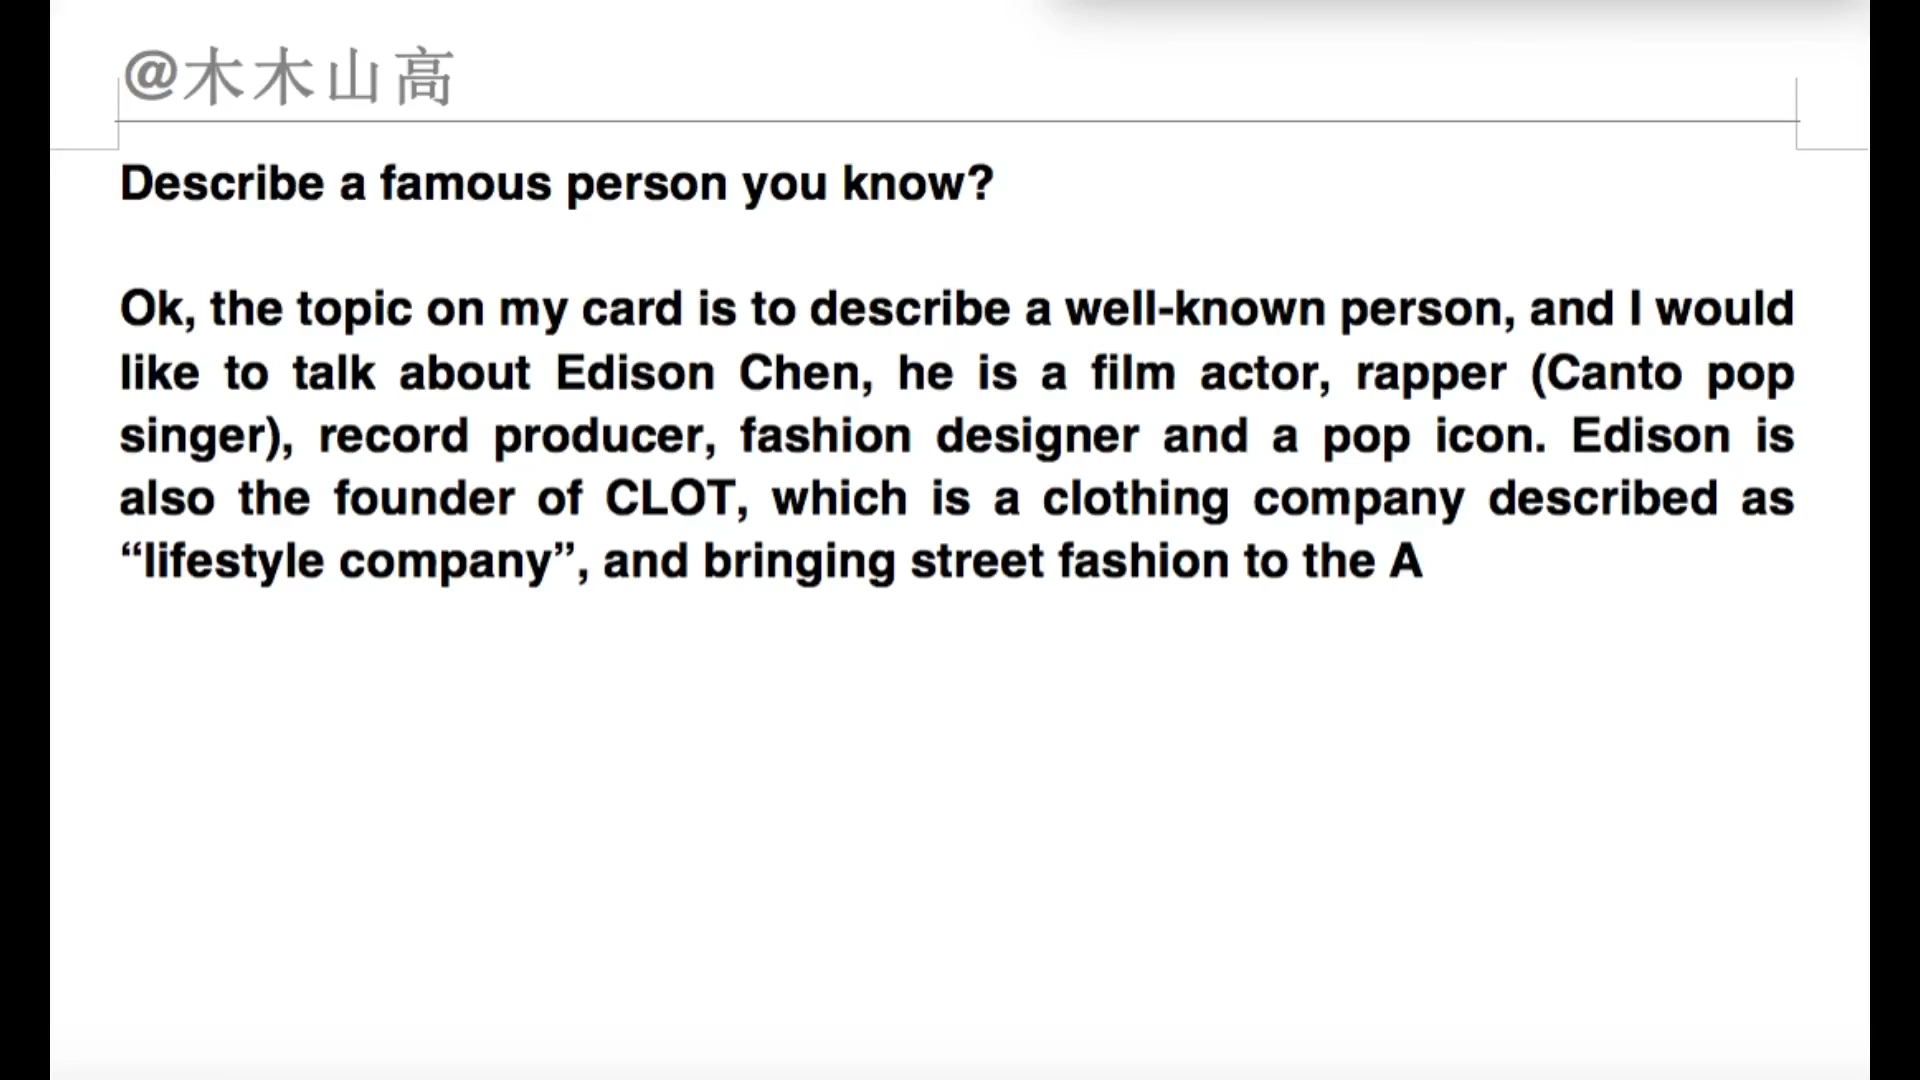 @木木山高
Describe a famous person you know?
Ok, the topic on my card is to describe a well-known person, and I would
like to talk about Edison Chen, he is a film actor, rapper (Canto pop
singer), record producer, fashion designer and a pop icon. Edison is
also the founder of CLOT, which is a clothing company described as
“lifestyle company”, and bringing street fashion to the A